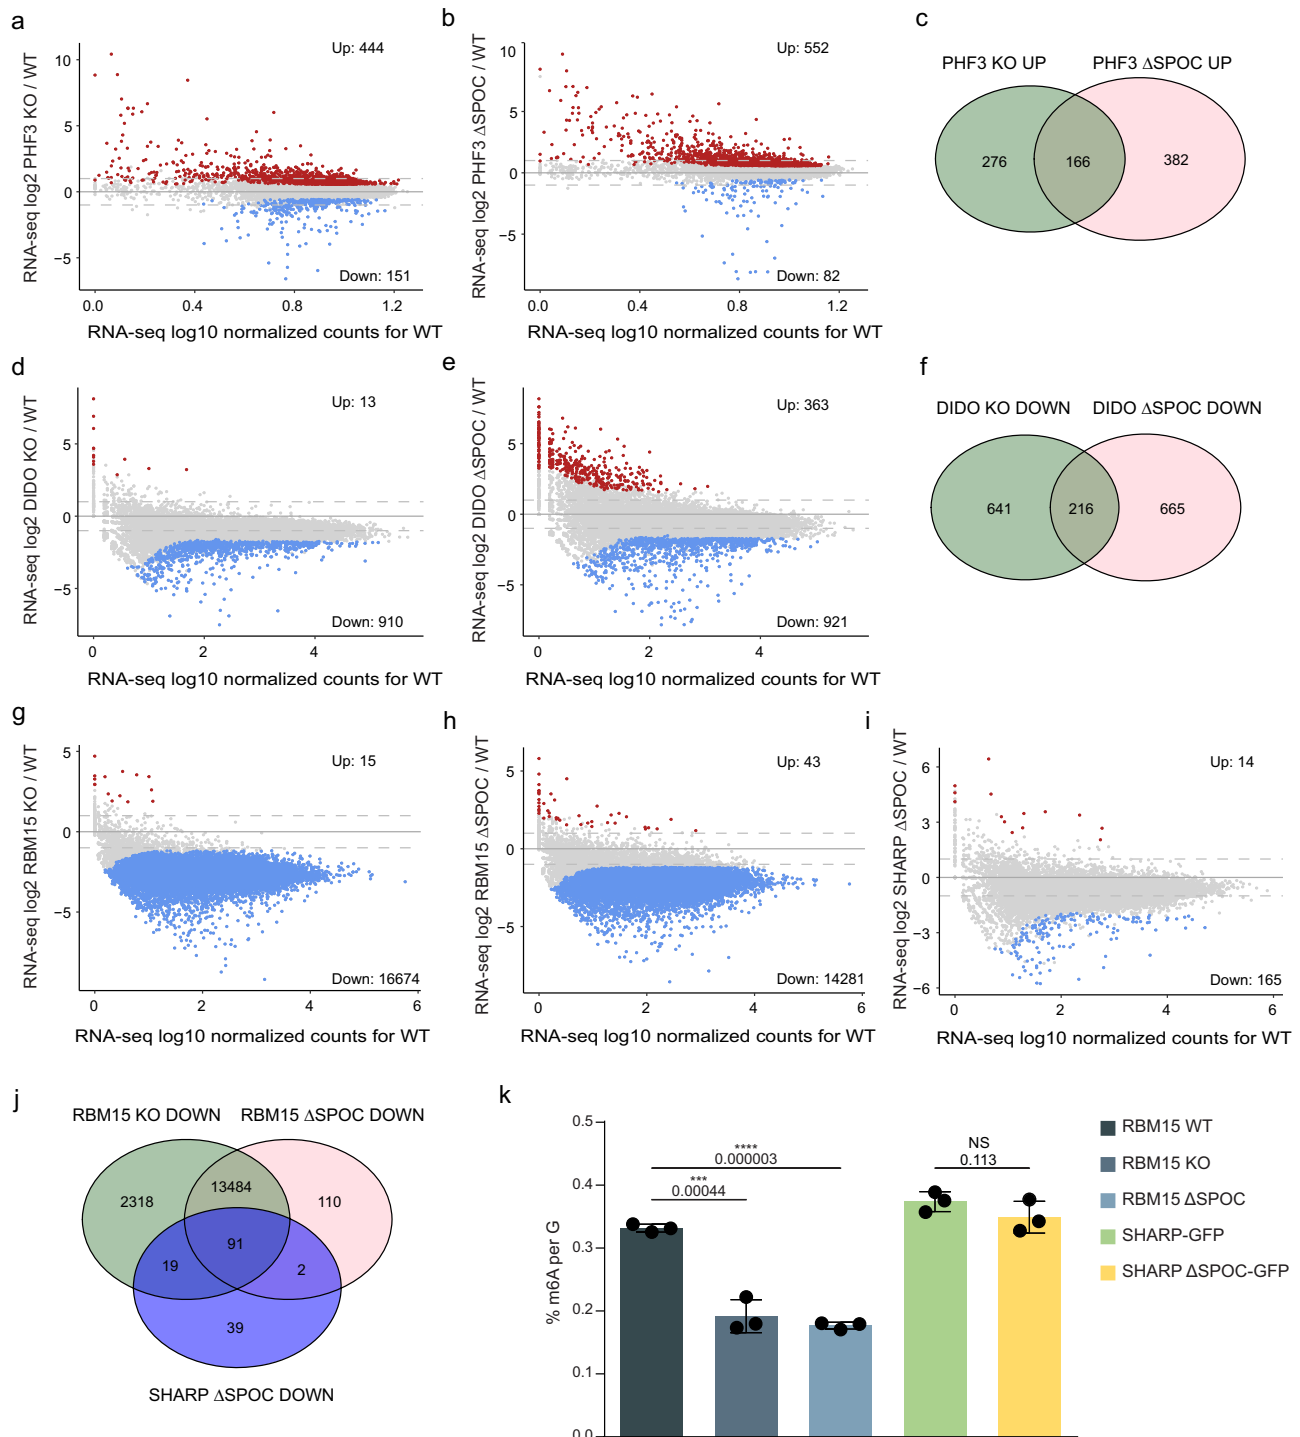 a
RNA-seq log2 PHF3 KO / WT
Up: 444
10
5
0
−5
Down: 151
0.0
0.4
0.8
1.2
RNA-seq log10 normalized counts for WT
b
RNA-seq log2 PHF3 ΔSPOC / WT
Up: 552
10
5
0
−5
Down: 82
0.0
0.4
0.8
1.2
RNA-seq log10 normalized counts for WT
c
PHF3 KO UP
PHF3 ΔSPOC UP
276
166
382
d
RNA-seq log2 DIDO KO / WT
Up: 13
5
0
−5
Down: 910
0
2
4
RNA-seq log10 normalized counts for WT
e
RNA-seq log2 DIDO ΔSPOC / WT
Up: 363
5
0
−5
Down: 921
0
2
4
RNA-seq log10 normalized counts for WT
f
DIDO KO DOWN
DIDO ΔSPOC DOWN
641
216
665
g
RNA-seq log2 RBM15 KO / WT
Up: 15
5
0
−5
Down: 16674
0
2
4
6
RNA-seq log10 normalized counts for WT
h
RNA-seq log2 RBM15 ΔSPOC / WT
Up: 43
5
0
−5
Down: 14281
0
2
4
6
RNA-seq log10 normalized counts for WT
i
RNA-seq log2 SHARP ΔSPOC / WT
Up: 14
6
3
0
−3
−6
Down: 165
0
2
4
6
RNA-seq log10 normalized counts for WT
j
RBM15 KO DOWN
RBM15 ΔSPOC DOWN
2318
13484
110
91
19
2
39
SHARP ΔSPOC DOWN
k
% m6A per G
0.5
0.4
0.3
0.2
0.1
0.0
****
0.000003
***
0.00044
NS
0.113
RBM15 WT
RBM15 KO
RBM15 ΔSPOC
SHARP-GFP
SHARP ΔSPOC-GFP